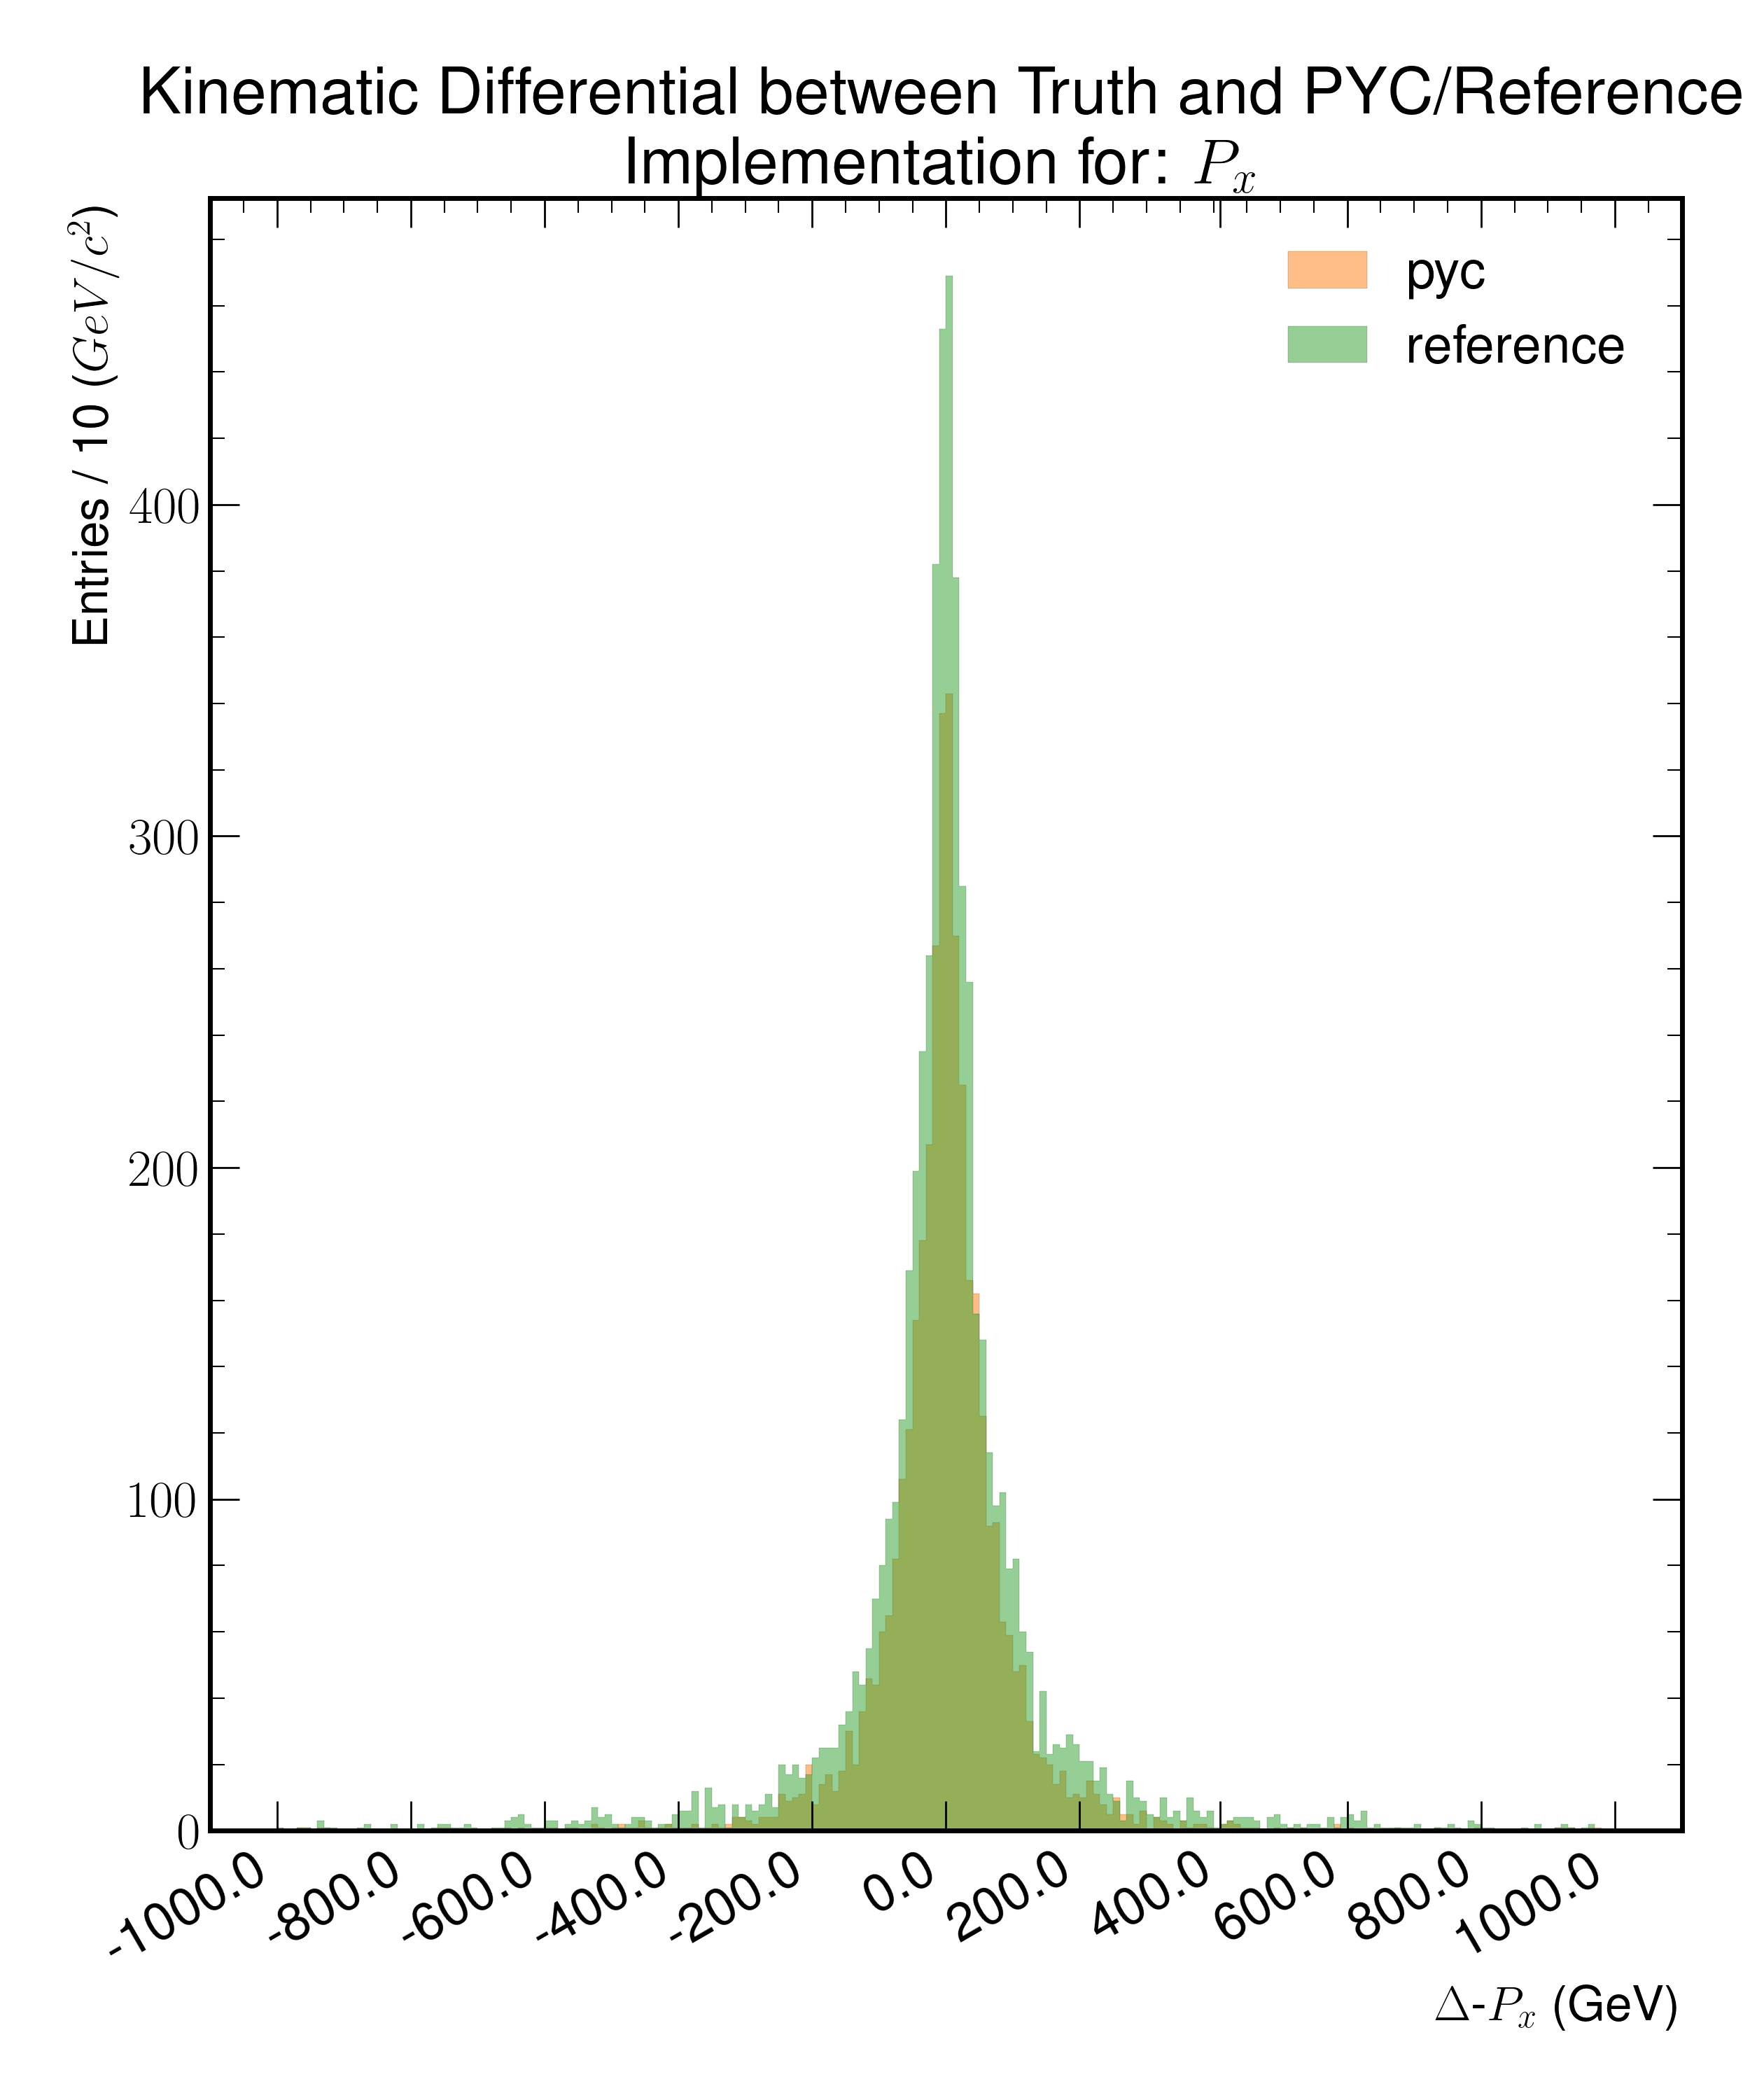 Kinematic Differential between Truth and PYC/Reference
Implementation for: P_x
Entries / 10 (GeV/c²)
pyc
reference
400
300
200
100
0
-1000.0
-800.0
-600.0
-400.0
-200.0
0.0
200.0
400.0
600.0
800.0
1000.0
Δ-P_x (GeV)